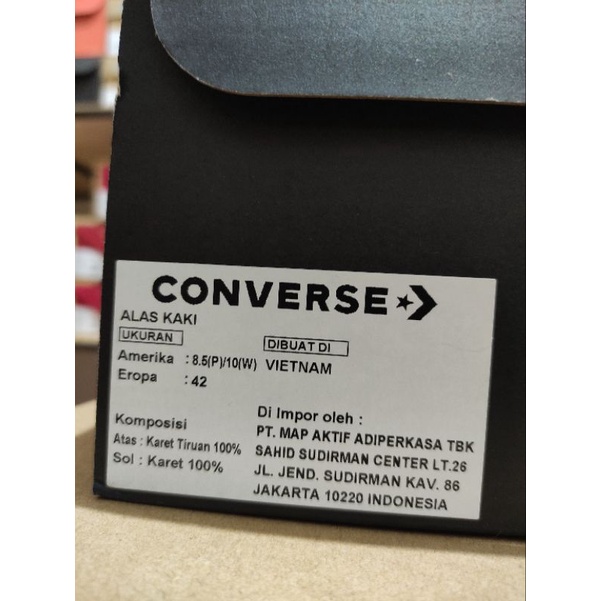 CONVERSE
ALAS KAKI
UKURAN
Amerika : 8.5(P)/10(W)
Eropa : 42
DIBUAT DI
VIETNAM
Komposisi
Atas : Karet Tiruan 100%
Sol : Karet 100%
Di Impor oleh :
PT. MAP AKTIF ADIPERKASA TBK
SAHID SUDIRMAN CENTER LT.26
JL. JEND. SUDIRMAN KAV. 86
JAKARTA 10220 INDONESIA